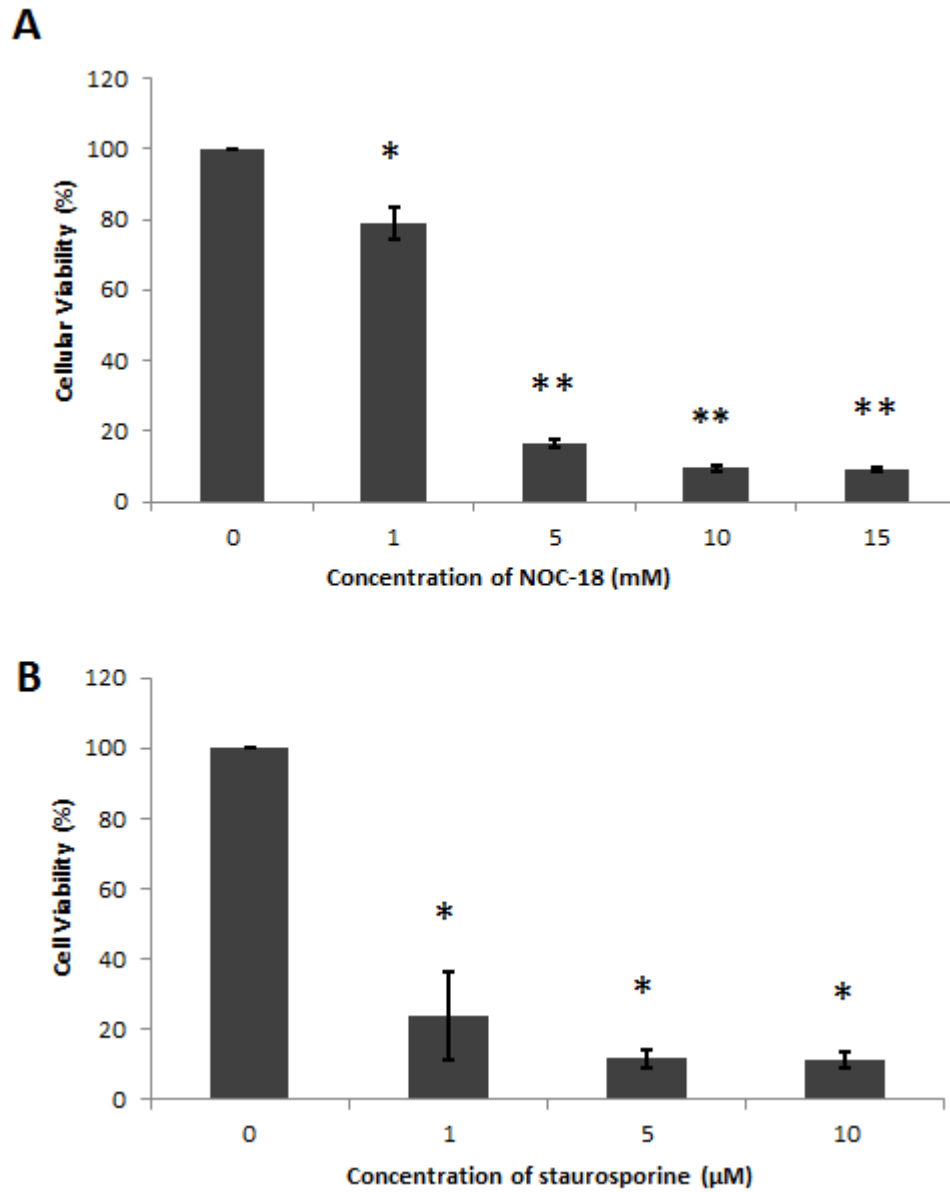 A
120
100
80
60
40
20
0
Cellular Viability (%)
*
**
**
**
0 1 5 10 15
Concentration of NOC-18 (mM)
B
120
100
80
60
40
20
0
Cell Viability (%)
*
*
*
0 1 5 10
Concentration of staurosporine (µM)